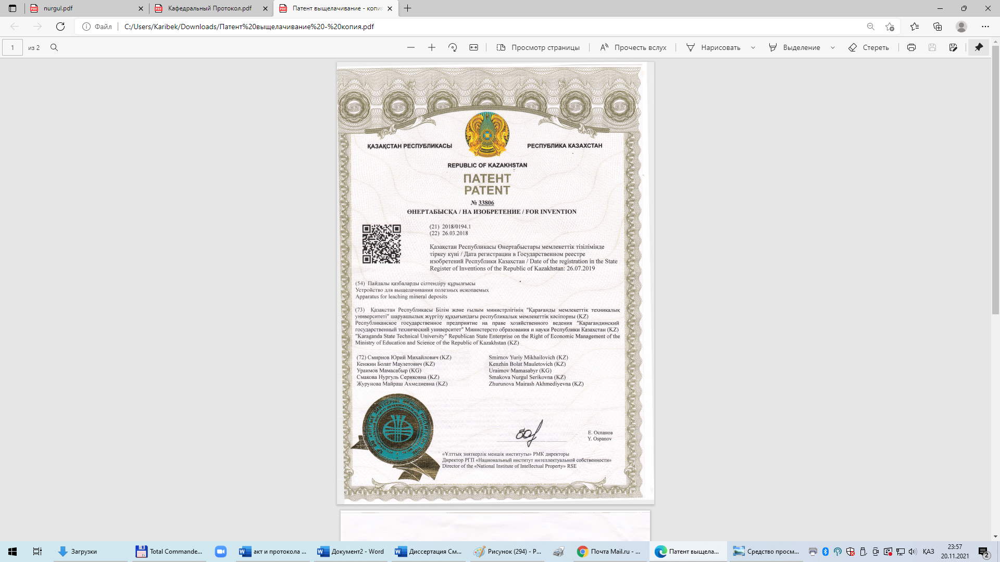 nurgul.pdf
Кафедральный Протокол.pdf
Патент выщелачивание - копия
Файл
C:/Users/Karibek/Downloads/Патент%20выщелачивание%20-%20копия.pdf
1 из 2
Просмотр страницы
Прочесть вслух
Нарисовать
Выделение
Стереть
ҚАЗАҚСТАН РЕСПУБЛИКАСЫ
РЕСПУБЛИКА КАЗАХСТАН
REPUBLIC OF KAZAKHSTAN
ПАТЕНТ
PATENT
№ 33806
ӨНЕРТАБЫСҚА / НА ИЗОБРЕТЕНИЕ / FOR INVENTION
(21) 2018/0194.1
(22) 26.03.2018
Қазақстан Республикасы Өнертабыстары мемлекеттік тізілімінде
тіркеу күні / Дата регистрации в Государственном реестре
изобретений Республики Казахстан / Date of the registration in the State
Register of Inventions of the Republic of Kazakhstan: 26.07.2019
(54) Пайдалы қазбаларды сілтендіру құрылғысы
Устройство для выщелачивания полезных ископаемых
Apparatus for leaching mineral deposits
(73) Қазақстан Республикасы Білім және ғылым министрлігінің "Қарағанды мемлекеттік техникалық
университеті" шаруашылық жүргізу құқығындағы республикалық мемлекеттік кәсіпорны (KZ)
Республиканское государственное предприятие на праве хозяйственного ведения "Карагандинский
государственный технический университет" Министерсто образования и науки Республики Казахстан (KZ)
"Karaganda State Technical University" Republican State Enterprise on the Right of Economic Management of the
Ministry of Education and Science of the Republic of Kazakhstan (KZ)
(72) Смирнов Юрий Михайлович (KZ)
Кенжин Болат Маулетович (KZ)
Ураимов Мамасабыр (KG)
Смакова Нургуль Сериковна (KZ)
Журунова Майраш Ахмедиевна (KZ)
Smirnov Yuriy Mikhailovich (KZ)
Kenzhin Bolat Mauletovich (KZ)
Uraimov Mamasabyr (KG)
Smakova Nurgul Serikovna (KZ)
Zhurunova Mairash Akhmediyevna (KZ)
Е. Оспанов
Y. Ospanov
«Ұлттық зияткерлік меншік институты» РМК директоры
Директор РГП «Национальный институт интеллектуальной собственности»
Director of the «National Institute of Intellectual Property» RSE
Загрузки
Total Commande...
акт и протокола ...
Документ2 - Word
Диссертация См...
Рисунок (294) - P...
Почта Mail.ru - ...
Патент выщела...
Средство просм...
ҚАЗ
23:57
20.11.2021
2